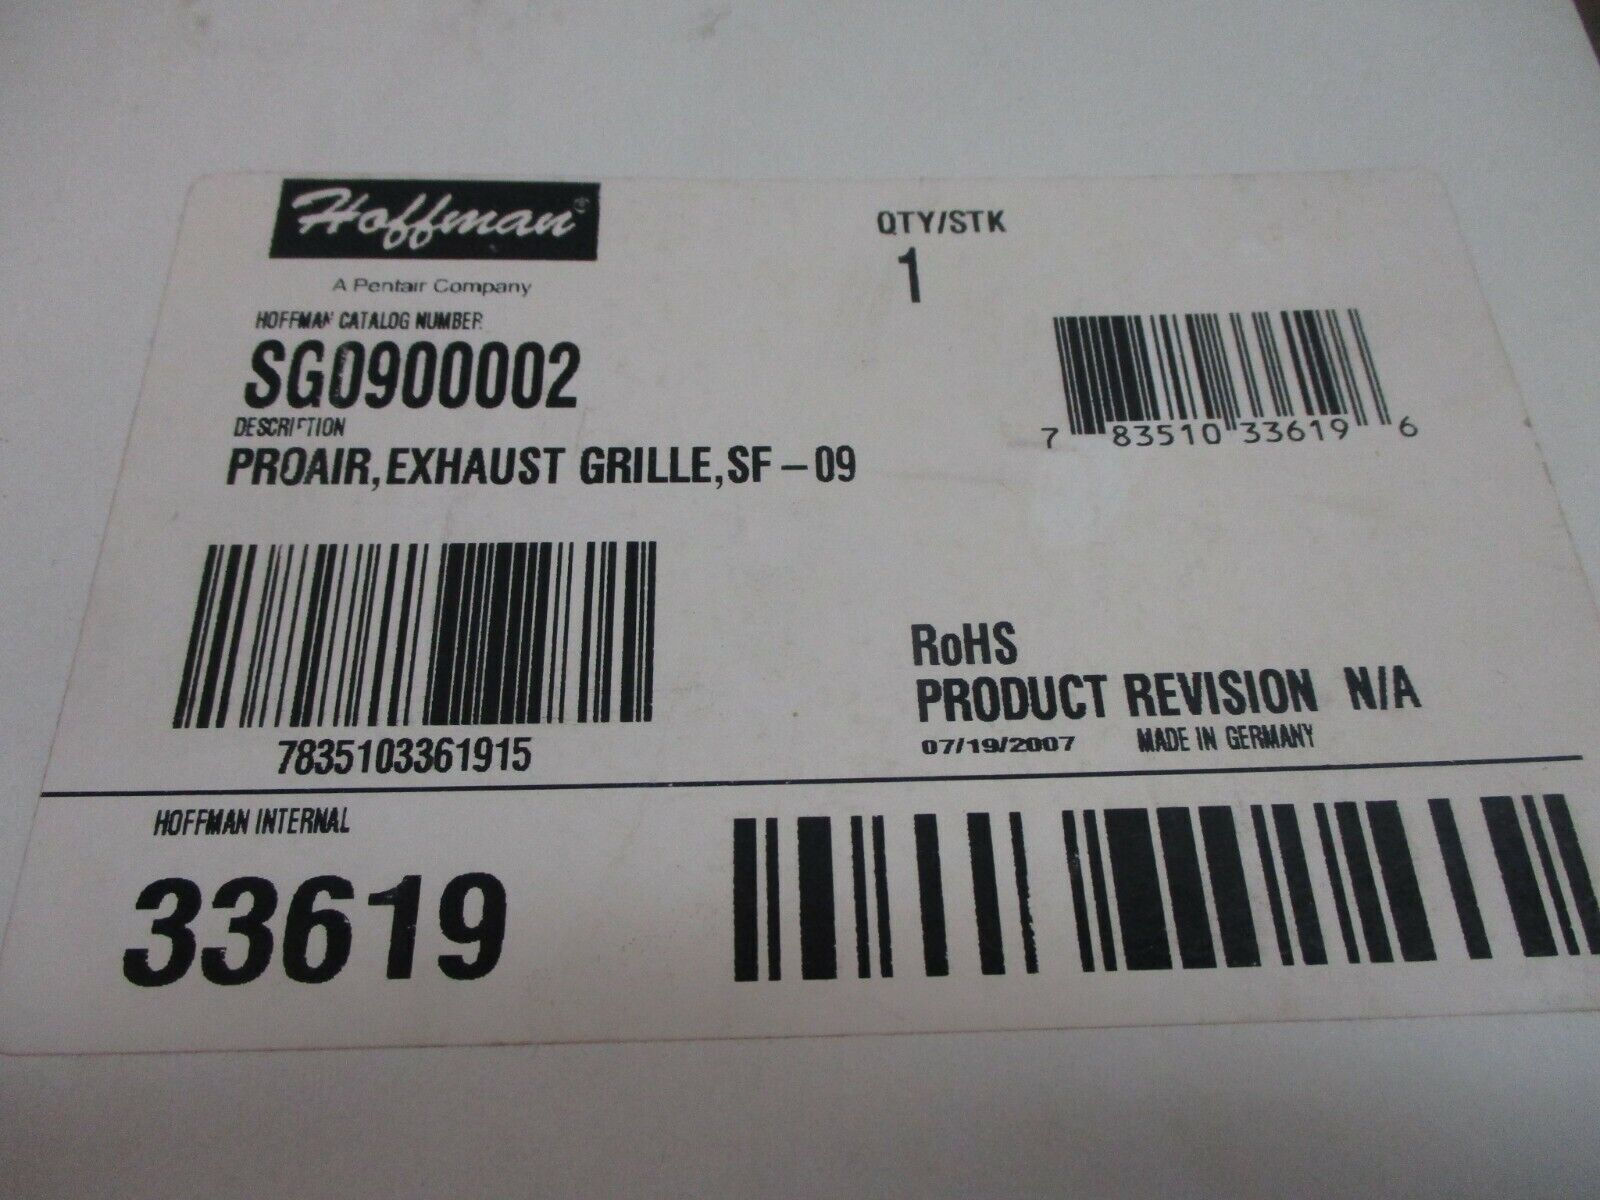 Hoffman®
A Pentair Company
HOFFMAN CATALOG NUMBER
SG0900002
DESCRIPTION
PROAIR,EXHAUST GRILLE,SF-09
7835103361915
QTY/STK
1
7 83510 33619 6
RoHS
PRODUCT REVISION N/A
07/19/2007 MADE IN GERMANY
HOFFMAN INTERNAL
33619